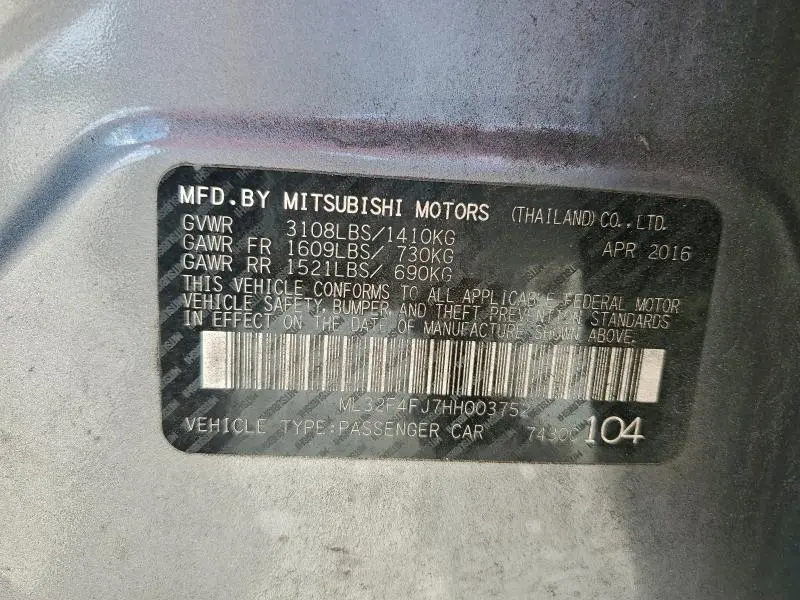 MFD.BY MITSUBISHI MOTORS (THAILAND)CO.,LTD.
GVWR 3108LBS/1410KG APR 2016
GAWR FR 1609LBS/ 730KG
GAWR RR 1521LBS/ 690KG
THIS VEHICLE CONFORMS TO ALL APPLICABLE FEDERAL MOTOR
VEHICLE SAFETY, BUMPER, AND THEFT PREVENTION STANDARDS
IN EFFECT ON THE DATE OF MANUFACTURE SHOWN ABOVE.
ML32F4FJ7HH003752
VEHICLE TYPE:PASSENGER CAR 7430C 104